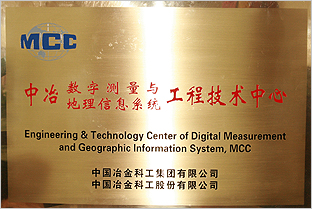 MCC
中冶数字测量与地理信息系统工程技术中心
Engineering & Technology Center of Digital Measurement
and Geographic Information System, MCC
中国冶金科工集团有限公司
中国冶金科工股份有限公司